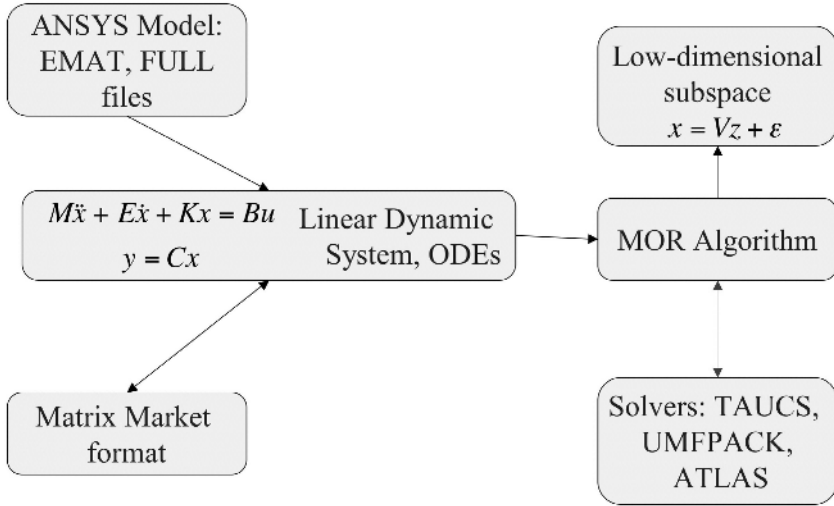 ANSYS Model:
EMAT, FULL
files
Low-dimensional
subspace
x = Vz + ε
Mẍ + Eẋ + Kx = Bu
y = Cx
Linear Dynamic
System, ODEs
MOR Algorithm
Matrix Market
format
Solvers: TAUCS,
UMFPACK,
ATLAS